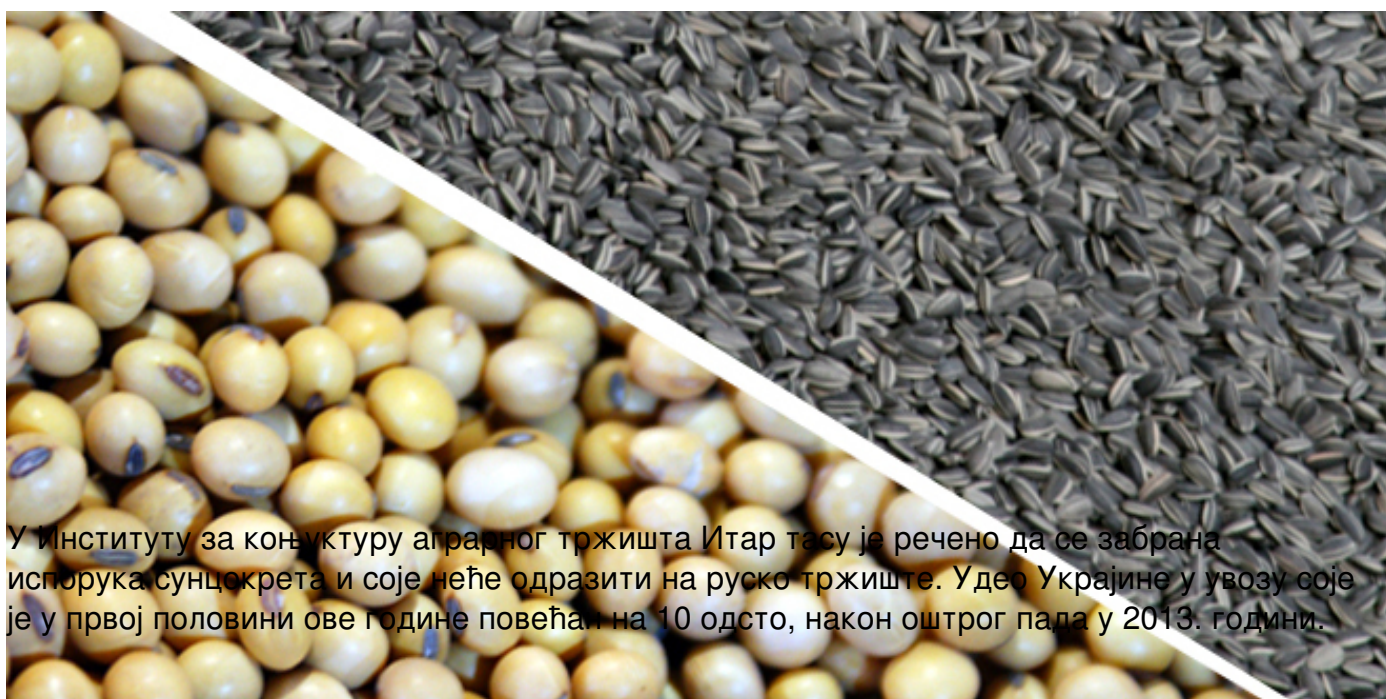 У Институту за коњуктуру аграрног тржишта Итар тасу је речено да се забрана
испорука сунцокрета и соје неће одразити на руско тржиште. Удео Украјине у увозу соје
је у првој половини ове године повећан на 10 одсто, након оштрог пада у 2013. години.